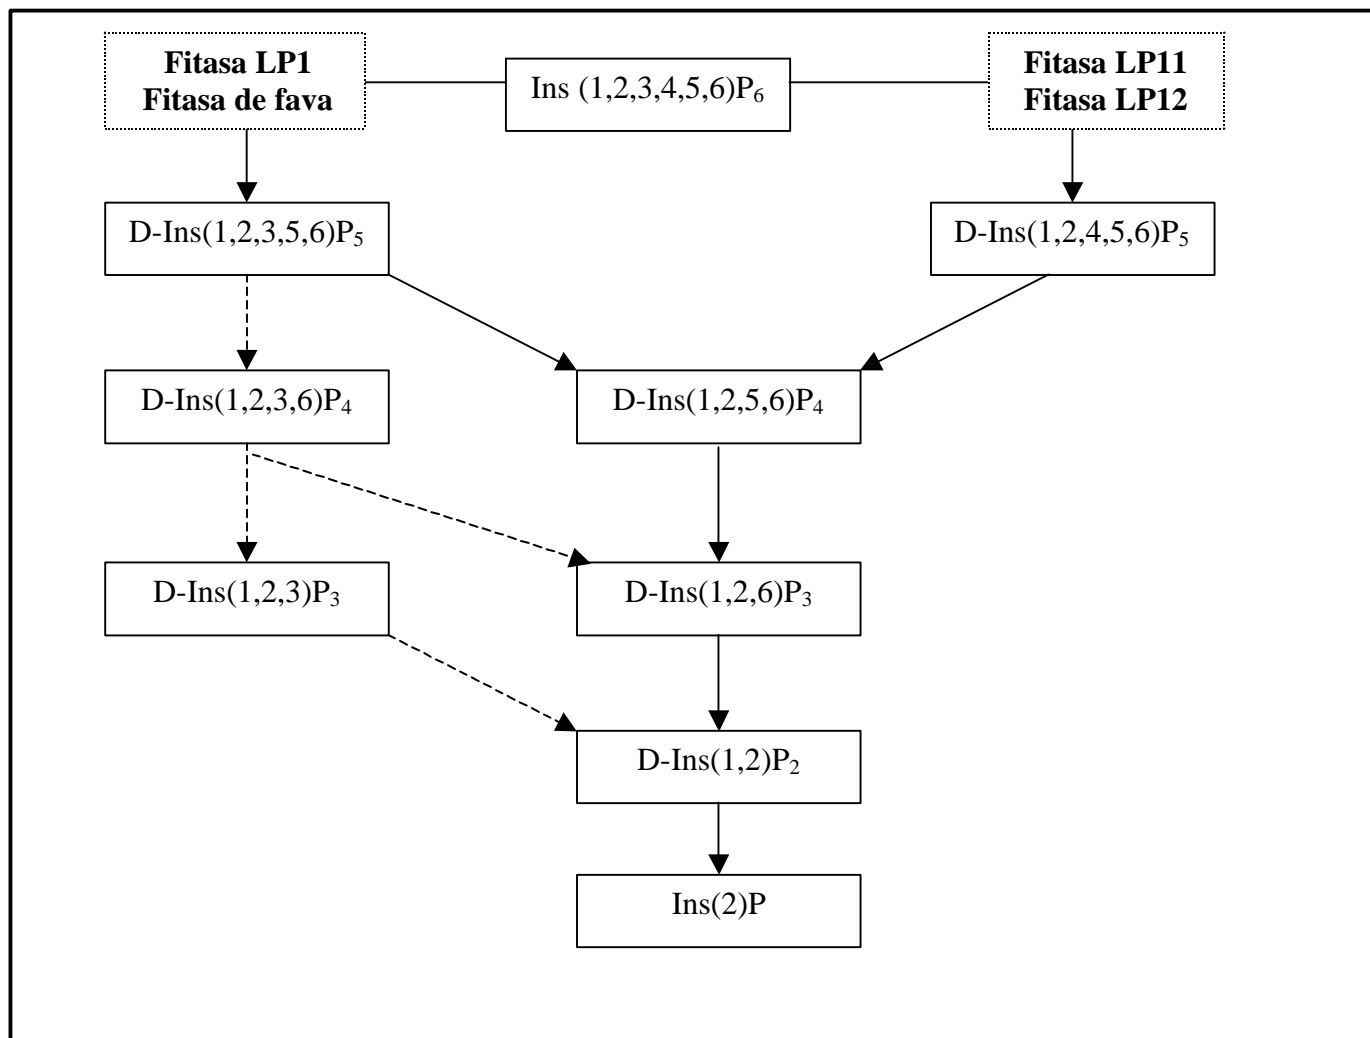 Fitasa LP1
Fitasa de fava
Ins (1,2,3,4,5,6)P₆
Fitasa LP11
Fitasa LP12
D-Ins(1,2,3,5,6)P₅
D-Ins(1,2,4,5,6)P₅
D-Ins(1,2,3,6)P₄
D-Ins(1,2,5,6)P₄
D-Ins(1,2,3)P₃
D-Ins(1,2,6)P₃
D-Ins(1,2)P₂
Ins(2)P